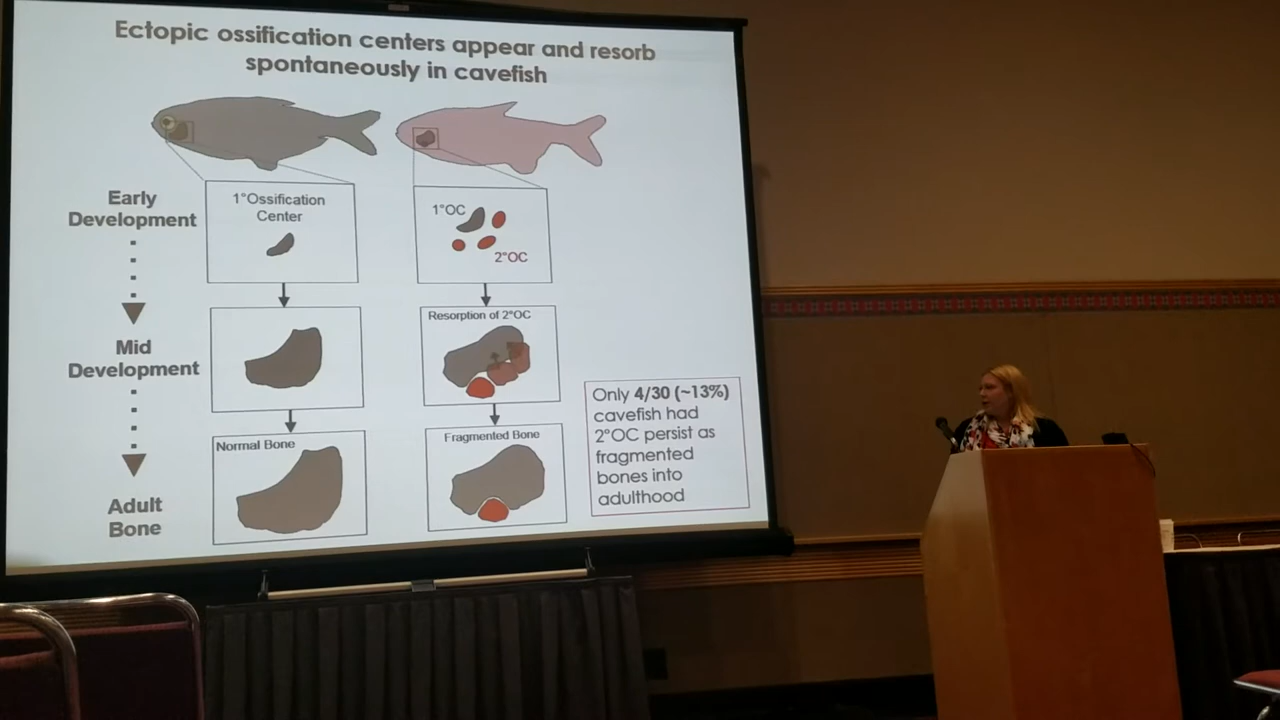 Ectopic ossification centers appear and resorb
spontaneously in cavefish
Early
Development
1°Ossification
Center
1°OC
2°OC
Mid
Development
Resorption of 2°OC
Adult
Bone
Normal Bone
Fragmented Bone
Only 4/30 (~13%)
cavefish had
2°OC persist as
fragmented
bones into
adulthood